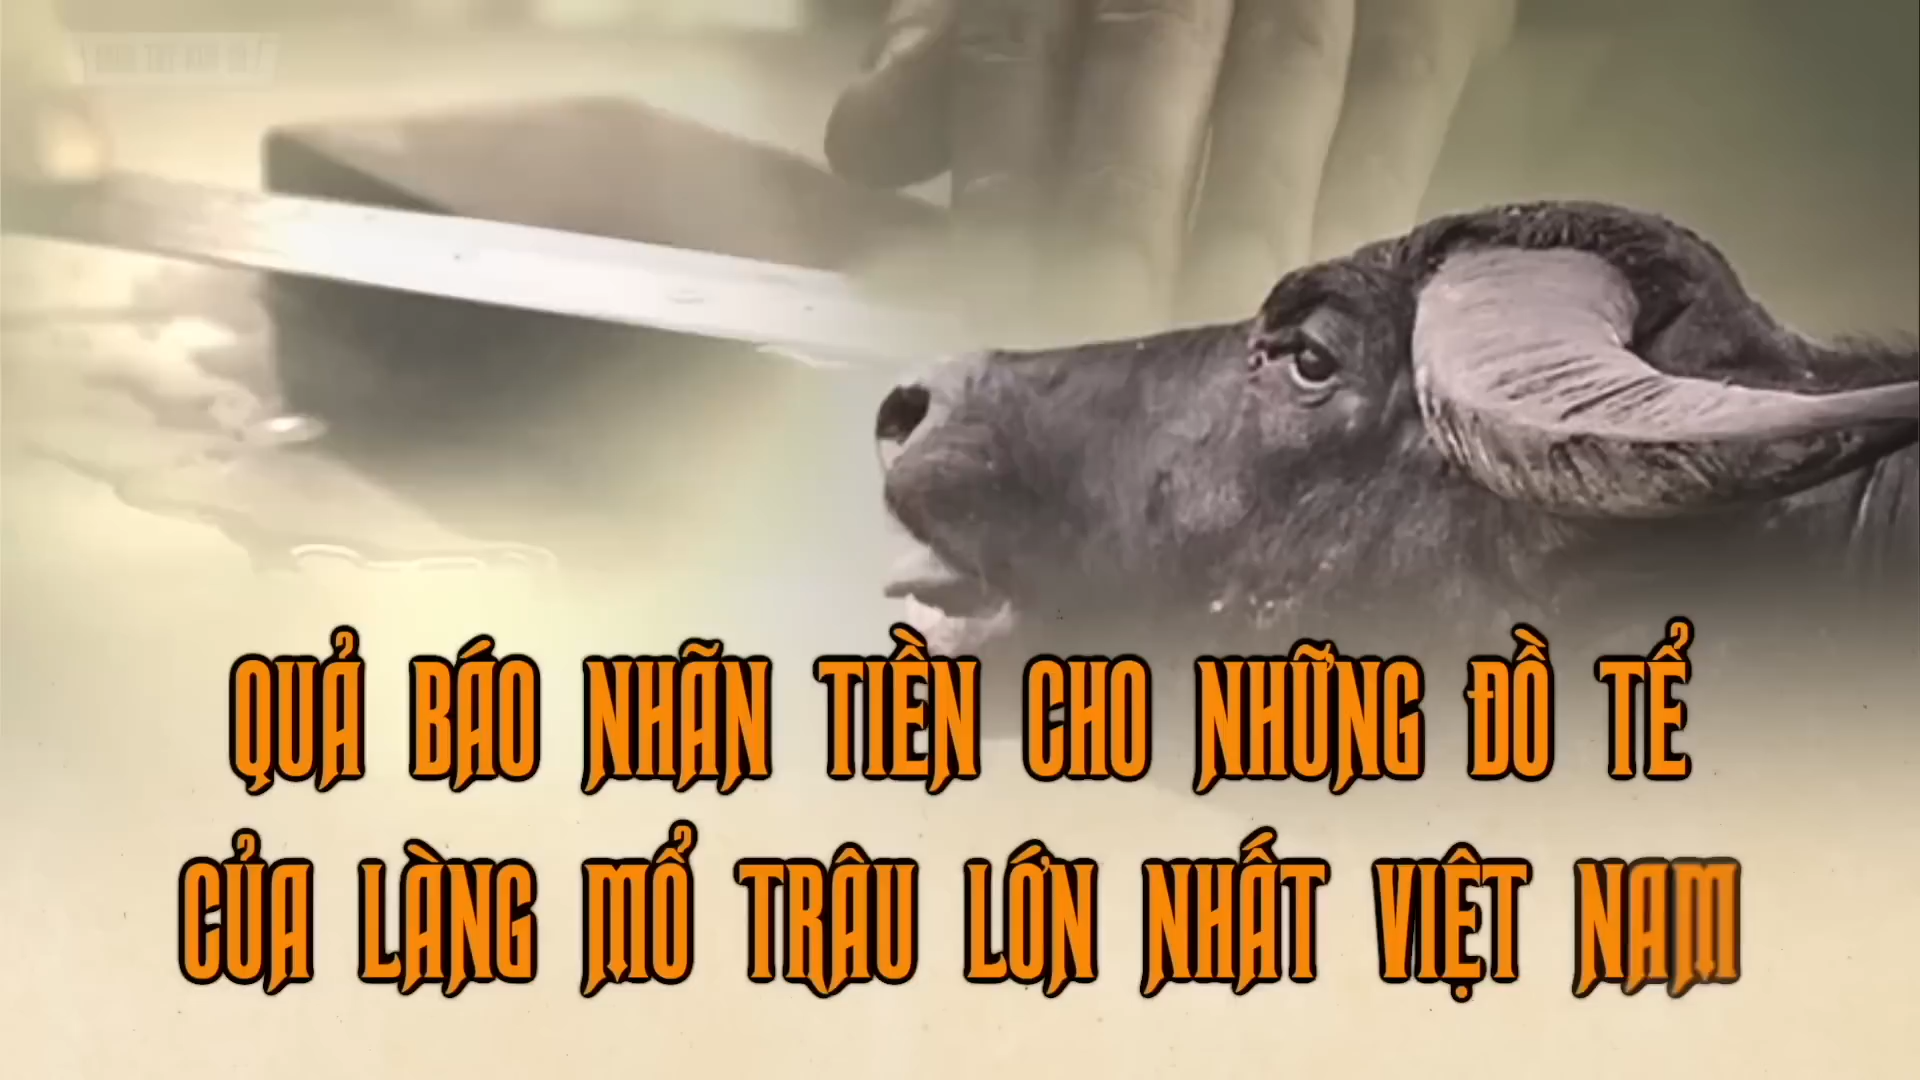 QUẢ BÁO NHÃN TIỀN CHO NHỮNG ĐỒ TỂ
CỦA LÀNG MỔ TRÂU LỚN NHẤT VIỆT NAM